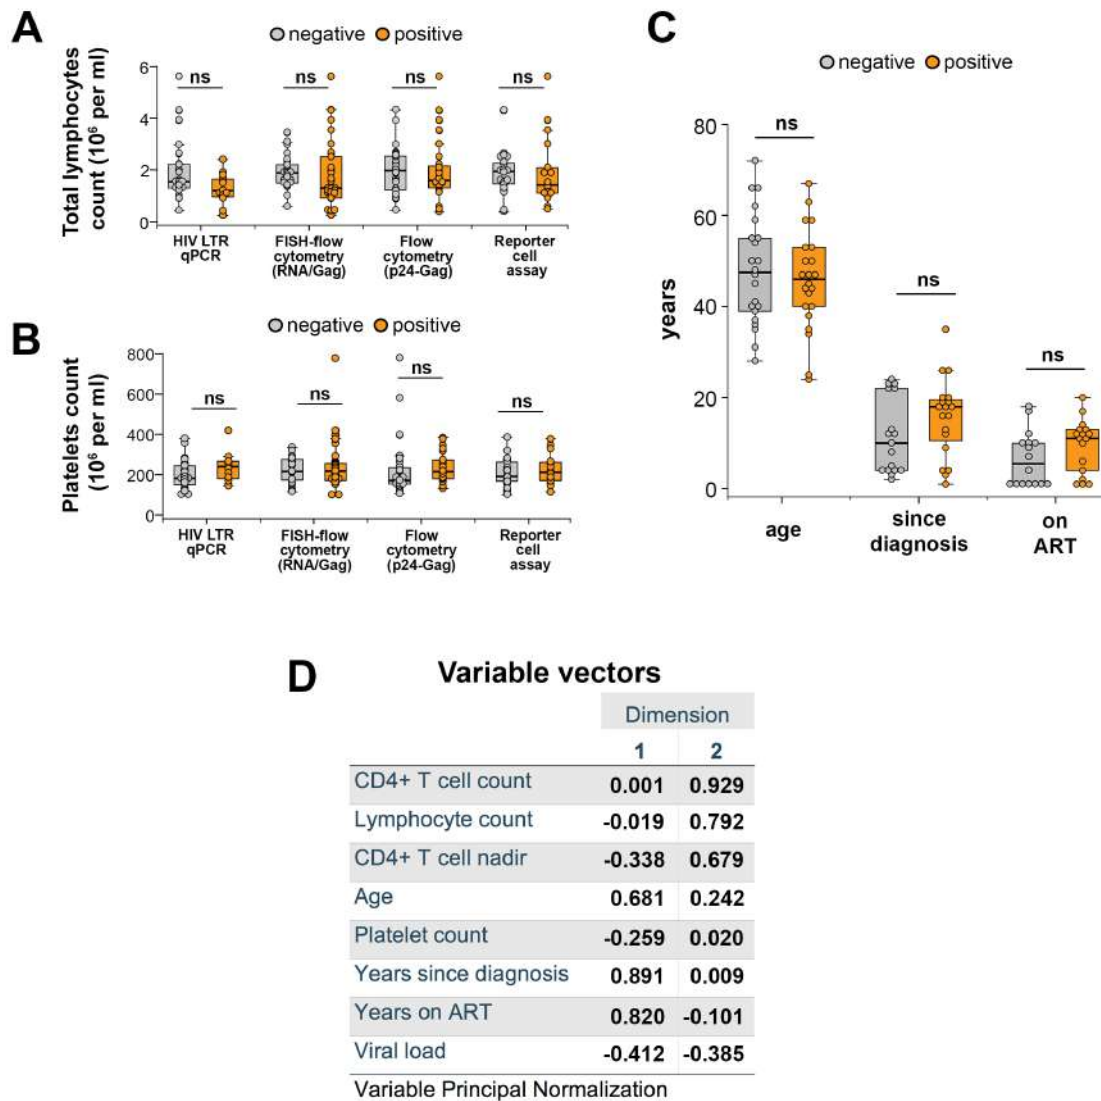 A
negative positive
Total lymphocytes
count (10⁶ per ml)
6
4
2
0
ns ns ns ns
HIV LTR
qPCR
FISH-flow
cytometry
(RNA/Gag)
Flow
cytometry
(p24-Gag)
Reporter
cell
assay
B
negative positive
Platelets count
(10⁶ per ml)
800
600
400
200
0
ns ns ns ns
HIV LTR
qPCR
FISH-flow
cytometry
(RNA/Gag)
Flow
cytometry
(p24-Gag)
Reporter
cell
assay
C
negative positive
years
80
60
40
20
0
ns
ns
ns
age
since
diagnosis
on
ART
D
Variable vectors
Dimension
1 2
CD4+ T cell count 0.001 0.929
Lymphocyte count -0.019 0.792
CD4+ T cell nadir -0.338 0.679
Age 0.681 0.242
Platelet count -0.259 0.020
Years since diagnosis 0.891 0.009
Years on ART 0.820 -0.101
Viral load -0.412 -0.385
Variable Principal Normalization